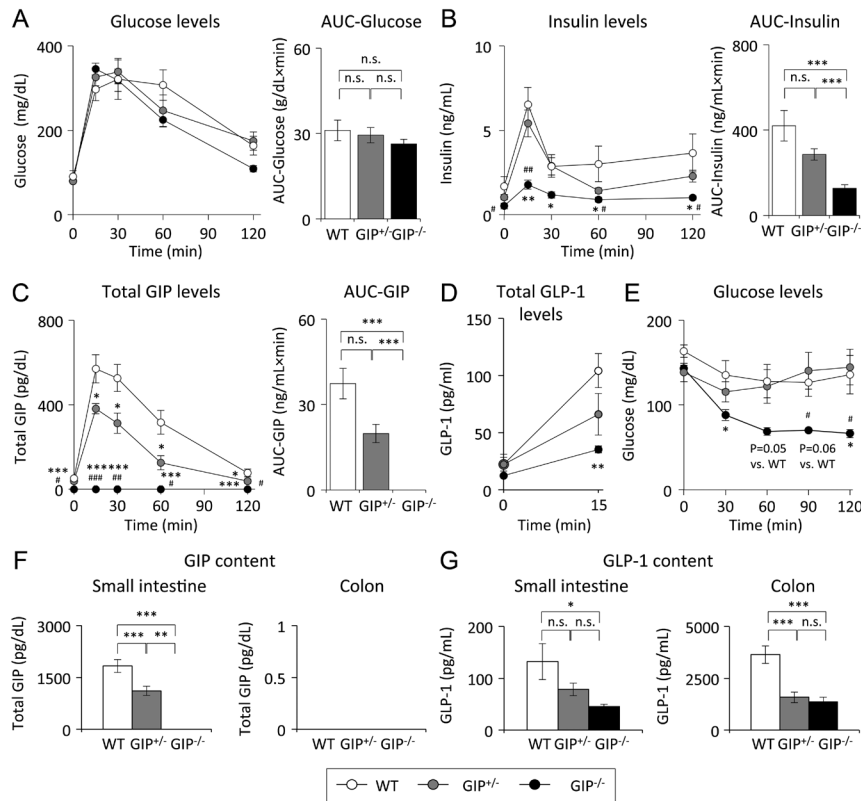 A
Glucose levels
AUC-Glucose
Glucose (mg/dL)
400
200
0
0 30 60 90 120
Time (min)
AUC-Glucose (g/dL×min)
60
30
0
n.s.
n.s. n.s.
WT GIP+/- GIP-/-
B
Insulin levels
AUC-Insulin
Insulin (ng/mL)
10
5
0
##
# ** * * # * #
0 30 60 90 120
Time (min)
AUC-Insulin (ng/mL×min)
800
400
0
***
n.s. ***
WT GIP+/- GIP-/-
C
Total GIP levels
AUC-GIP
Total GIP (pg/dL)
800
400
0
* * * *
*** *** *** *** ***
# ### ## # #
0 30 60 90 120
Time (min)
AUC-GIP (ng/mL×min)
60
30
0
***
n.s. ***
WT GIP+/- GIP-/-
D
Total GLP-1
levels
GLP-1 (pg/ml)
150
100
50
0
**
0 15
Time (min)
E
Glucose levels
Glucose (mg/dL)
200
100
0
# #
* *
P=0.05 P=0.06
vs. WT vs. WT
0 30 60 90 120
Time (min)
F
GIP content
Small intestine
Colon
Total GIP (pg/dL)
3000
1500
0
***
*** **
WT GIP+/- GIP-/-
Total GIP (pg/dL)
1
0.5
0
WT GIP+/- GIP-/-
G
GLP-1 content
Small intestine
Colon
GLP-1 (pg/mL)
200
100
0
*
n.s. n.s.
WT GIP+/- GIP-/-
GLP-1 (pg/mL)
5000
2500
0
***
*** n.s.
WT GIP+/- GIP-/-
WT GIP+/- GIP-/-